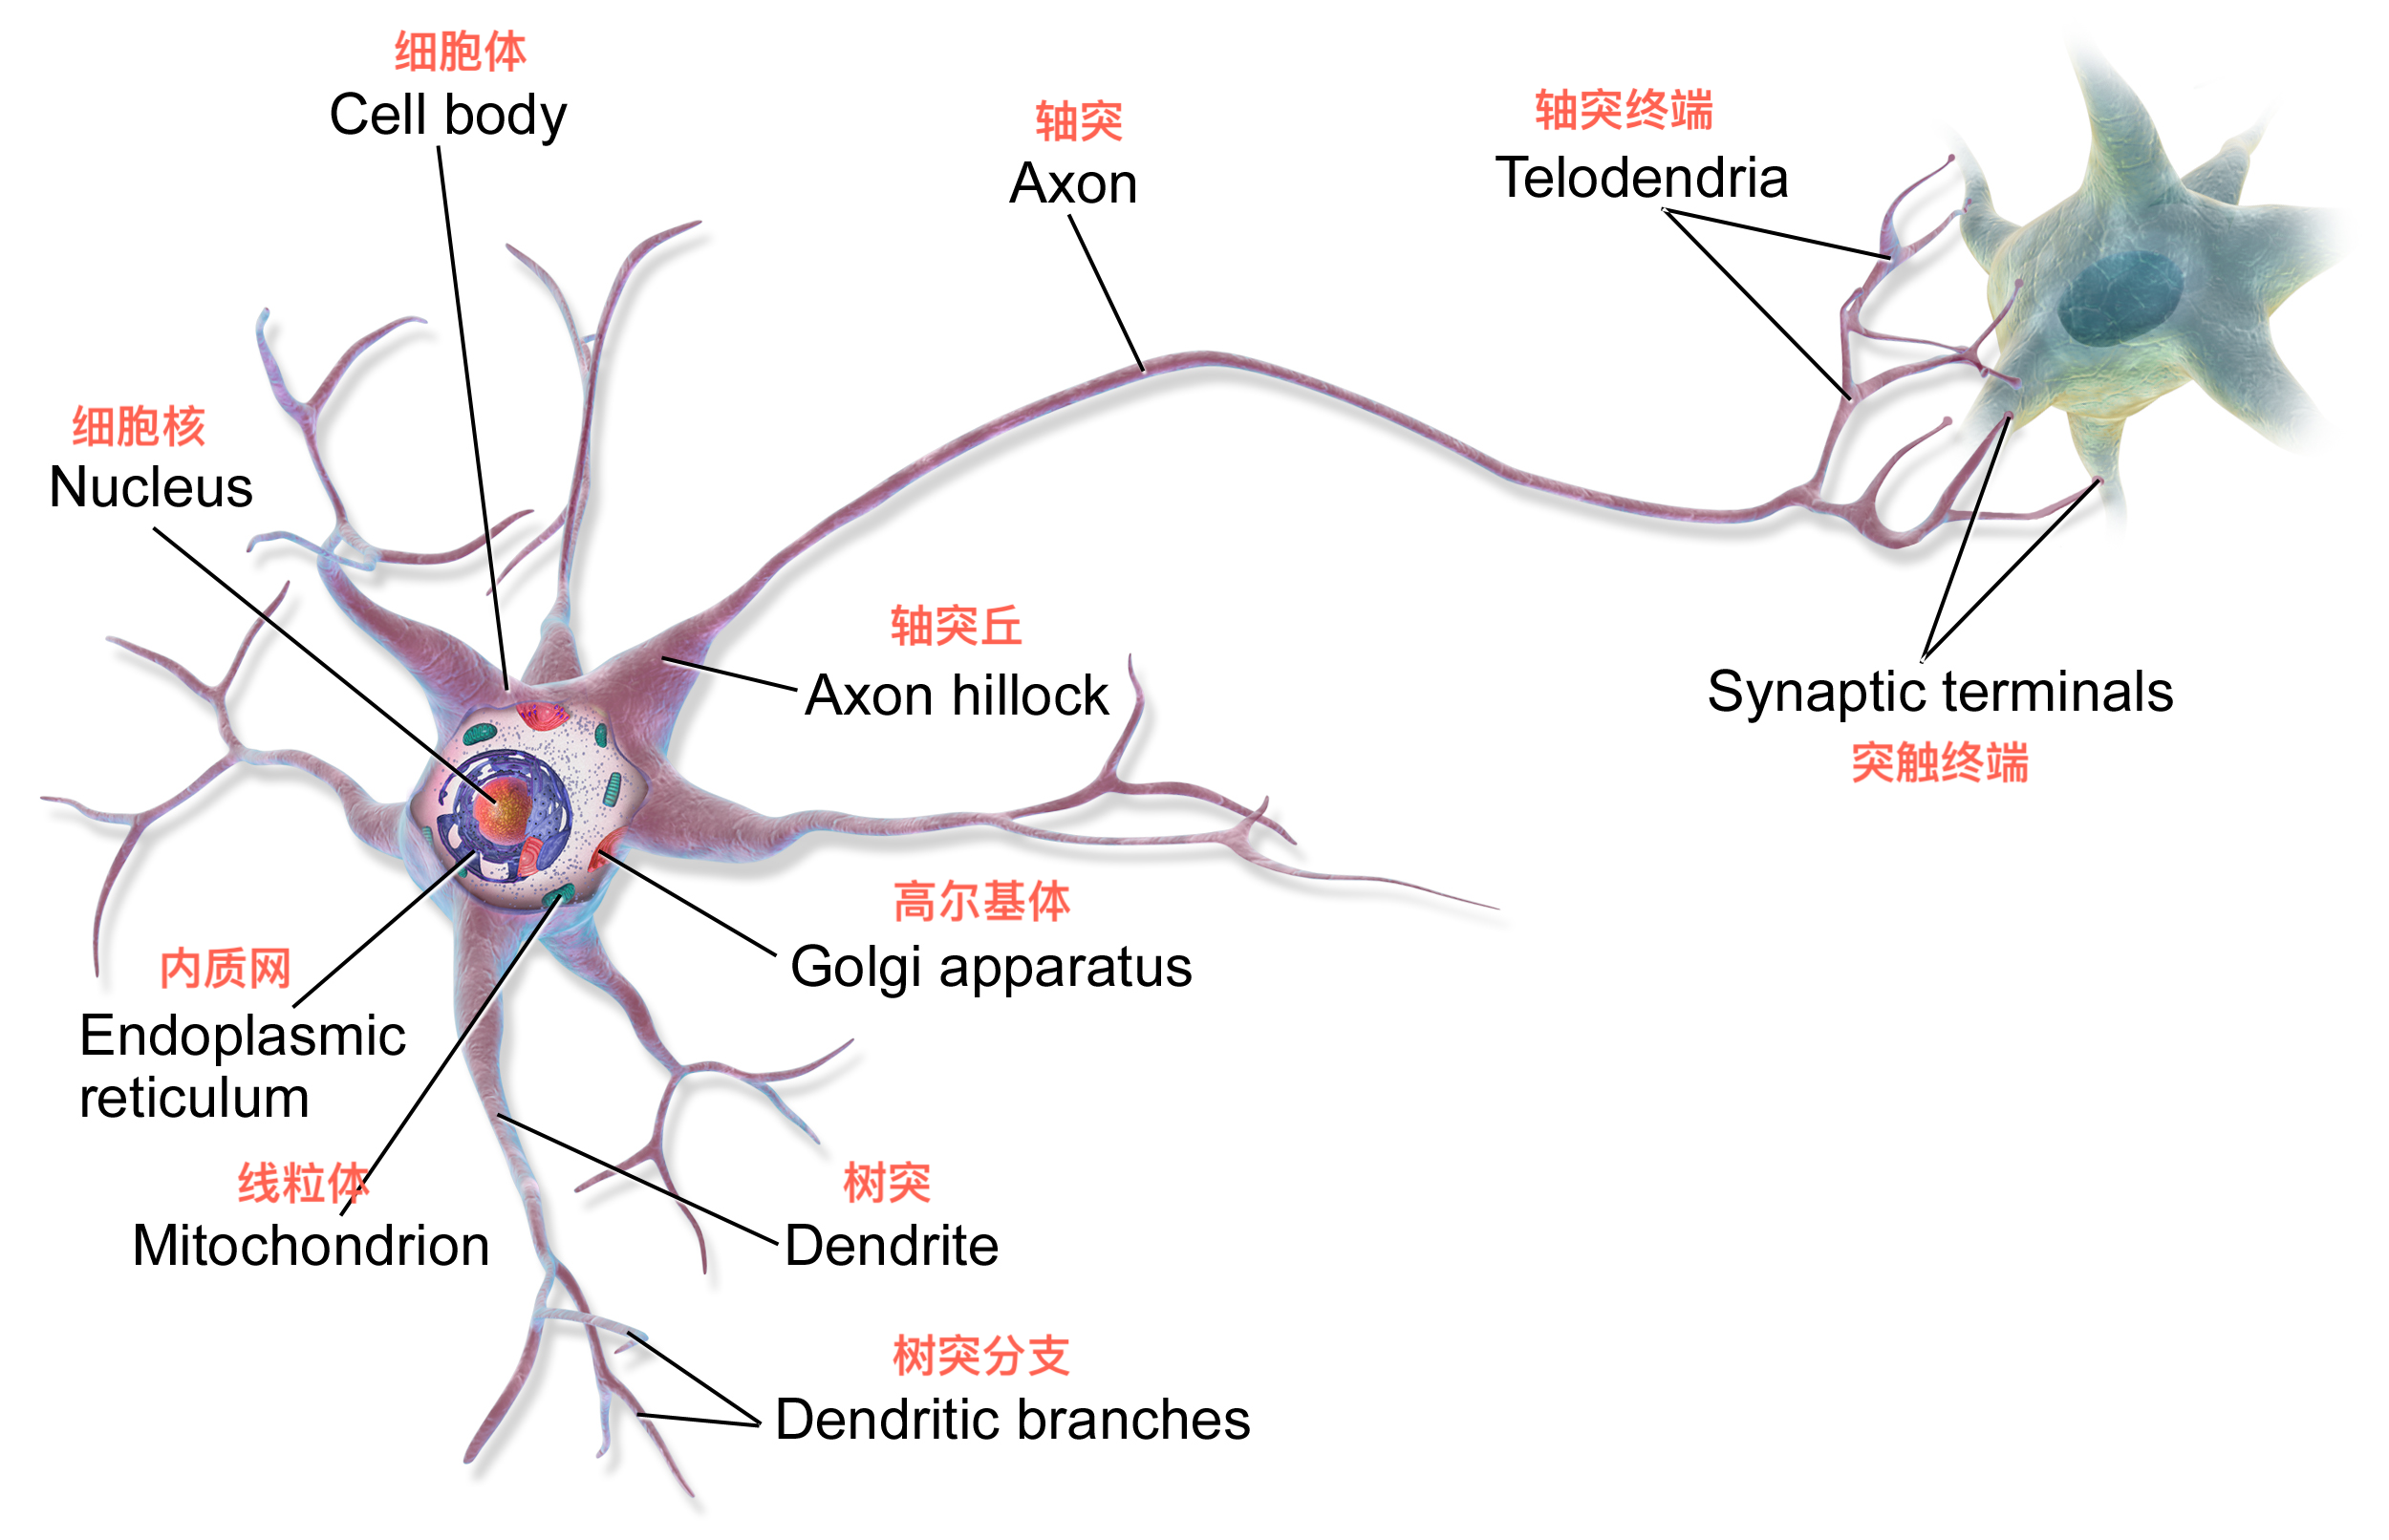 细胞体
Cell body
轴突
Axon
轴突终端
Telodendria
细胞核
Nucleus
轴突丘
Axon hillock
Synaptic terminals
突触终端
高尔基体
Golgi apparatus
内质网
Endoplasmic
reticulum
线粒体
Mitochondrion
树突
Dendrite
树突分支
Dendritic branches